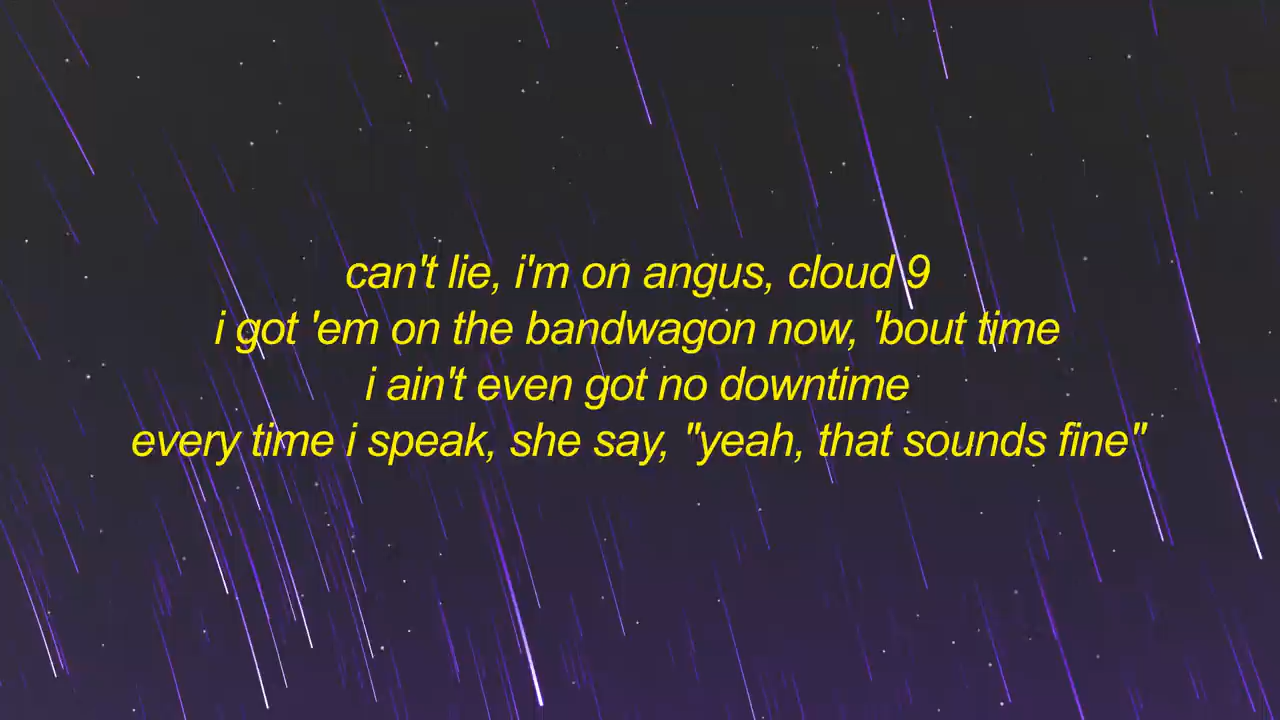 can't lie, i'm on angus, cloud 9
i got 'em on the bandwagon now, 'bout time
i ain't even got no downtime
every time i speak, she say, "yeah, that sounds fine"